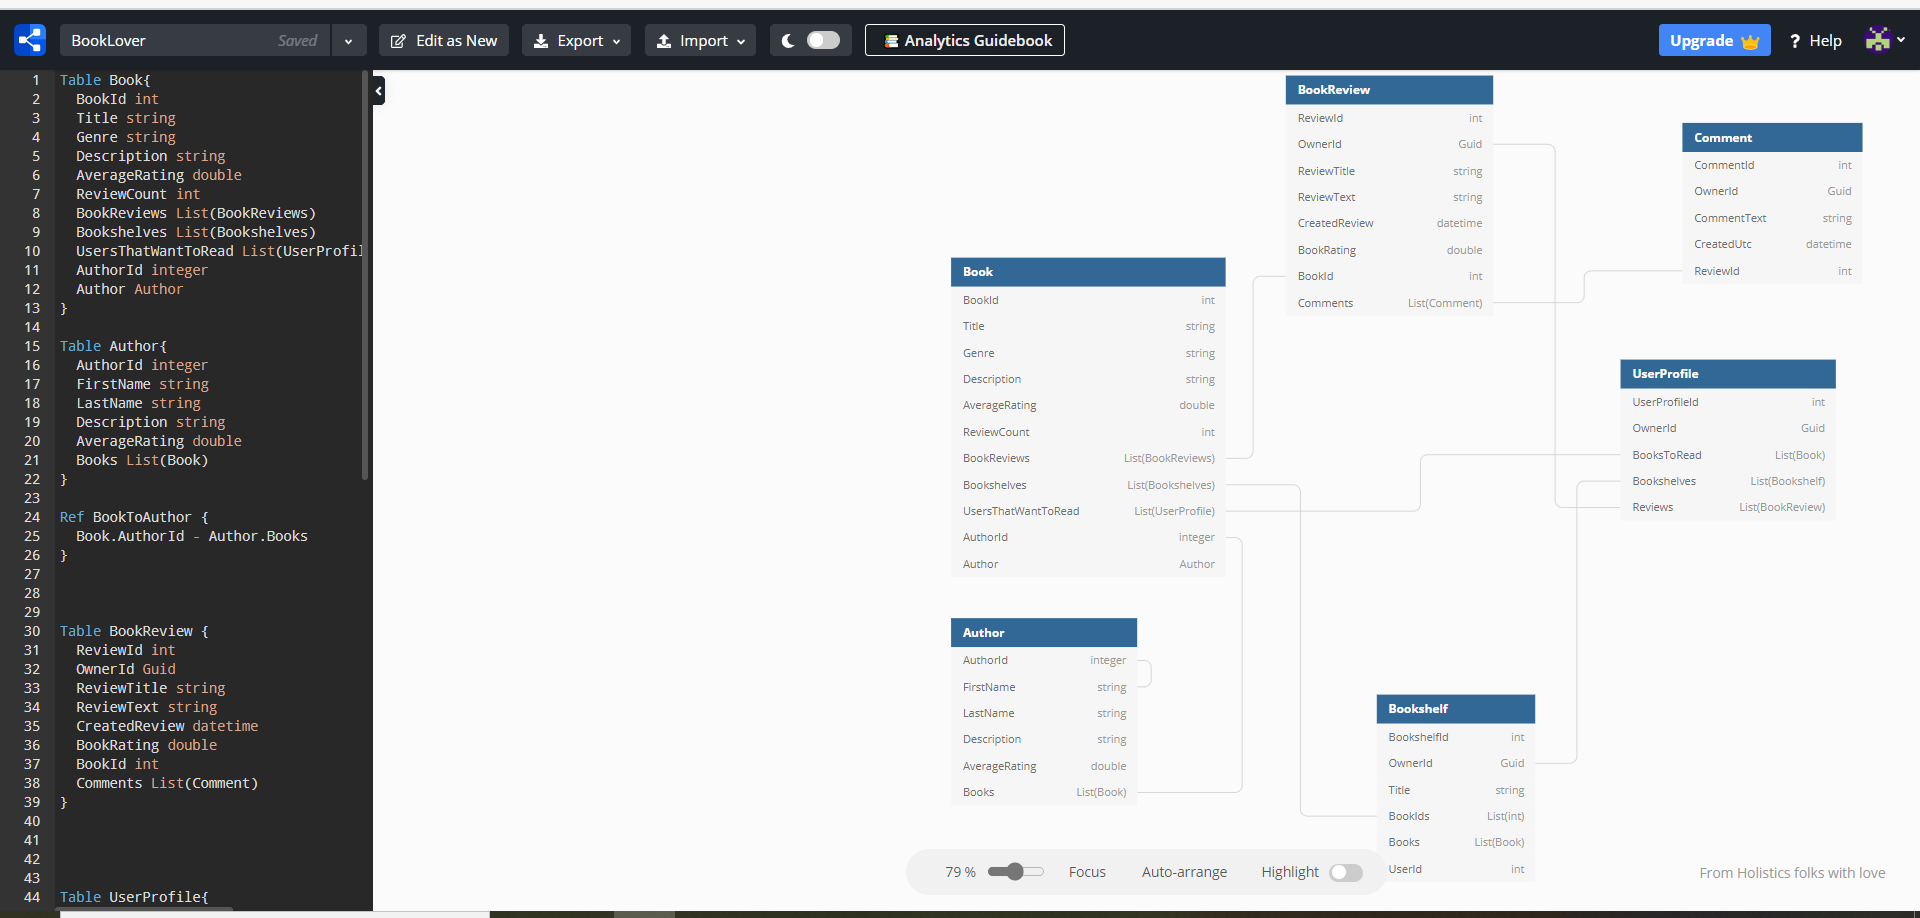 BookLover Saved Edit as New Export Import Analytics Guidebook Upgrade ? Help
1 Table Book{
2 BookId int
3 Title string
4 Genre string
5 Description string
6 AverageRating double
7 ReviewCount int
8 BookReviews List(BookReviews)
9 Bookshelves List(Bookshelves)
10 UsersThatWantToRead List(UserProfil
11 AuthorId integer
12 Author Author
13 }
14
15 Table Author{
16 AuthorId integer
17 FirstName string
18 LastName string
19 Description string
20 AverageRating double
21 Books List(Book)
22 }
23
24 Ref BookToAuthor {
25 Book.AuthorId - Author.Books
26 }
27
28
29
30 Table BookReview {
31 ReviewId int
32 OwnerId Guid
33 ReviewTitle string
34 ReviewText string
35 CreatedReview datetime
36 BookRating double
37 BookId int
38 Comments List(Comment)
39 }
40
41
42
43
44 Table UserProfile{
Book
BookId int
Title string
Genre string
Description string
AverageRating double
ReviewCount int
BookReviews List(BookReviews)
Bookshelves List(Bookshelves)
UsersThatWantToRead List(UserProfile)
AuthorId integer
Author Author
Author
AuthorId integer
FirstName string
LastName string
Description string
AverageRating double
Books List(Book)
BookReview
ReviewId int
OwnerId Guid
ReviewTitle string
ReviewText string
CreatedReview datetime
BookRating double
BookId int
Comments List(Comment)
Comment
CommentId int
OwnerId Guid
CommentText string
CreatedUtc datetime
ReviewId int
UserProfile
UserProfileId int
OwnerId Guid
BooksToRead List(Book)
Bookshelves List(Bookshelf)
Reviews List(BookReview)
Bookshelf
BookshelfId int
OwnerId Guid
Title string
BookIds List(int)
Books List(Book)
UserId int
79 % Focus Auto-arrange Highlight
From Holistics folks with love